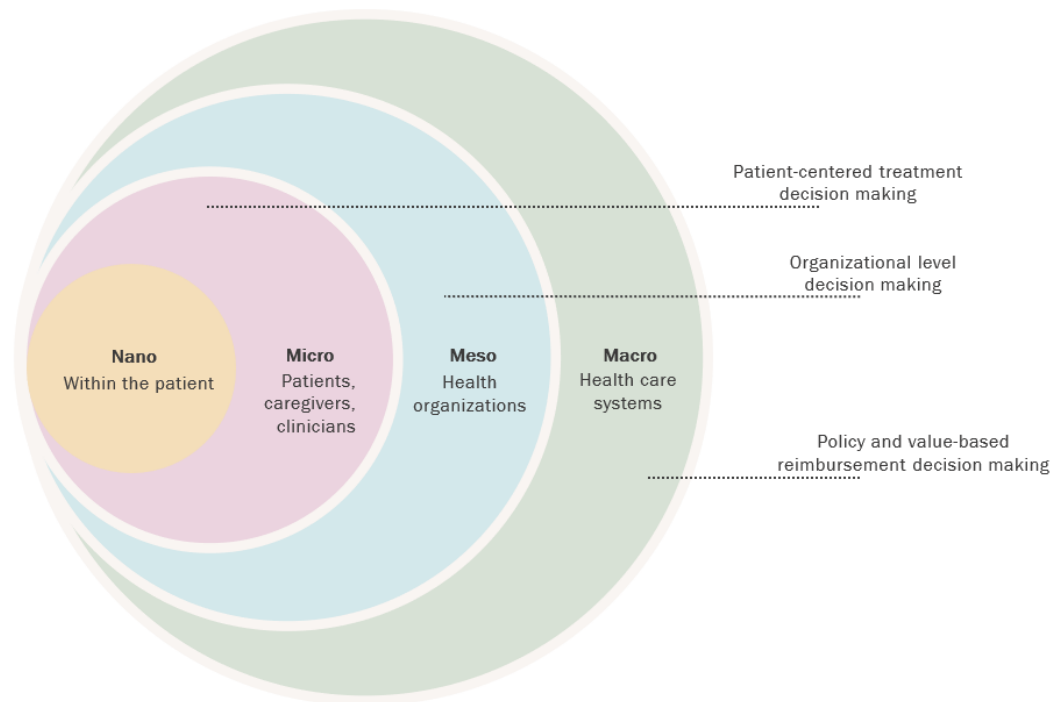 Patient-centered treatment
decision making
Organizational level
decision making
Nano
Within the patient
Micro
Patients,
caregivers,
clinicians
Meso
Health
organizations
Macro
Health care
systems
Policy and value-based
reimbursement decision making